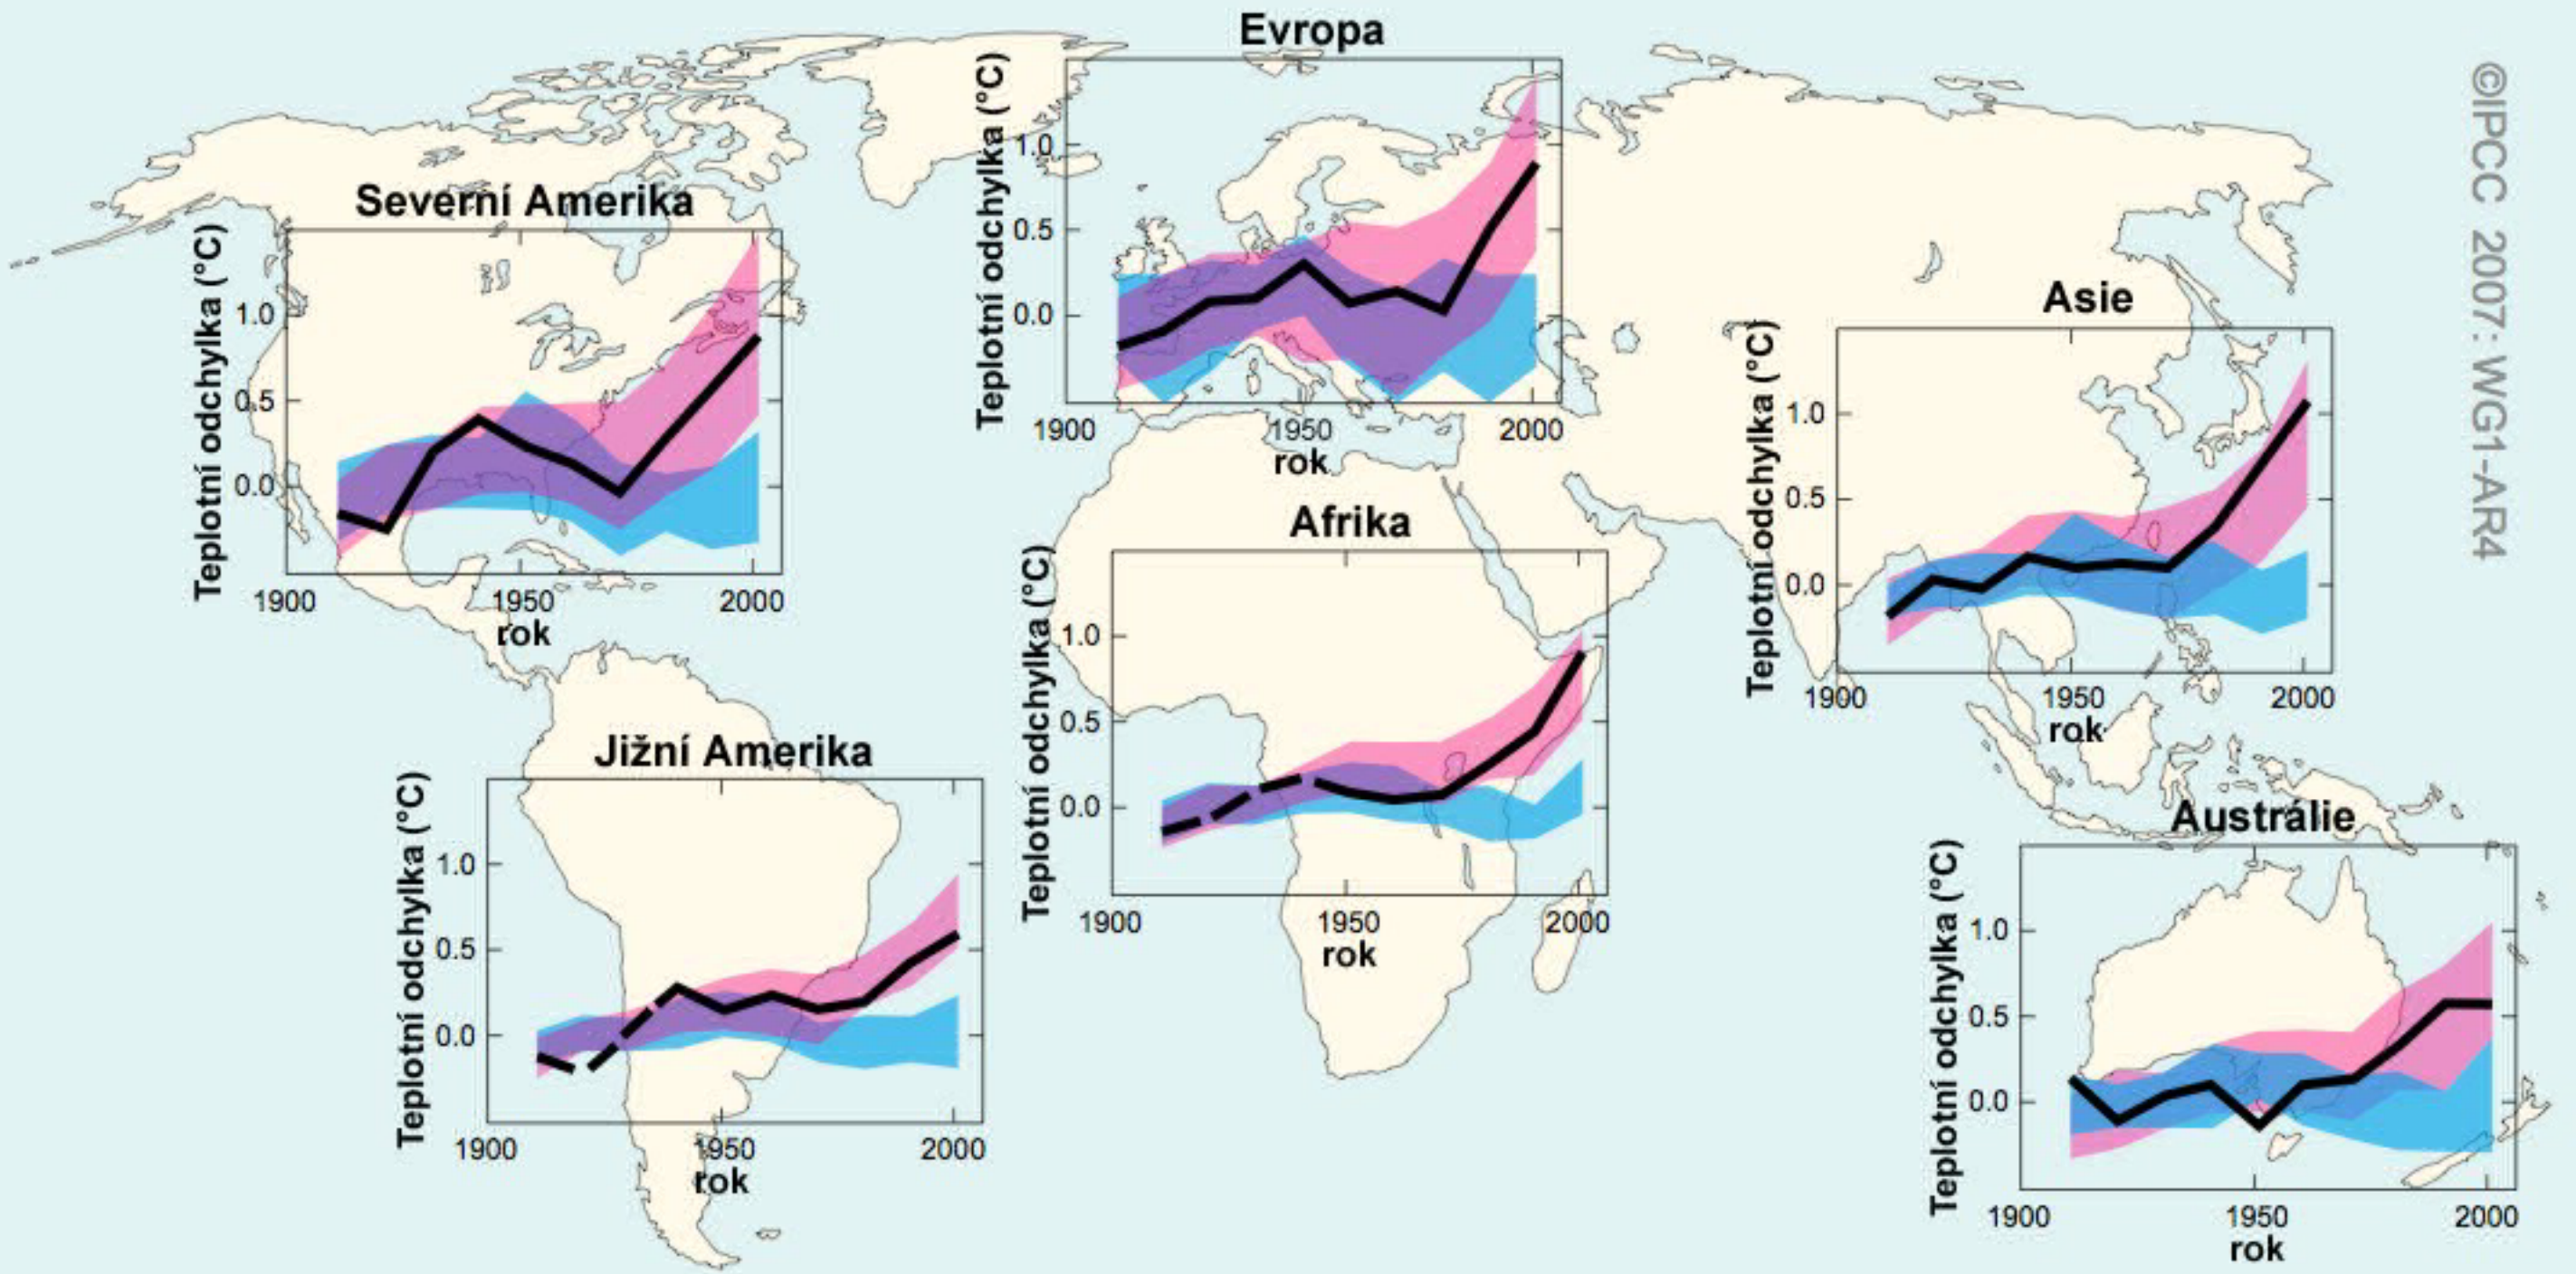 Evropa
Teplotní odchylka (°C)
1.0
0.5
0.0
1900
1950
2000
rok
Severní Amerika
Teplotní odchylka (°C)
1.0
0.5
0.0
1900
1950
2000
rok
Asie
Teplotní odchylka (°C)
1.0
0.5
0.0
1900
1950
2000
rok
Afrika
Teplotní odchylka (°C)
1.0
0.5
0.0
1900
1950
2000
rok
Jižní Amerika
Teplotní odchylka (°C)
1.0
0.5
0.0
1900
1950
2000
rok
Austrálie
Teplotní odchylka (°C)
1.0
0.5
0.0
1900
1950
2000
rok
©IPCC 2007: WG1-AR4